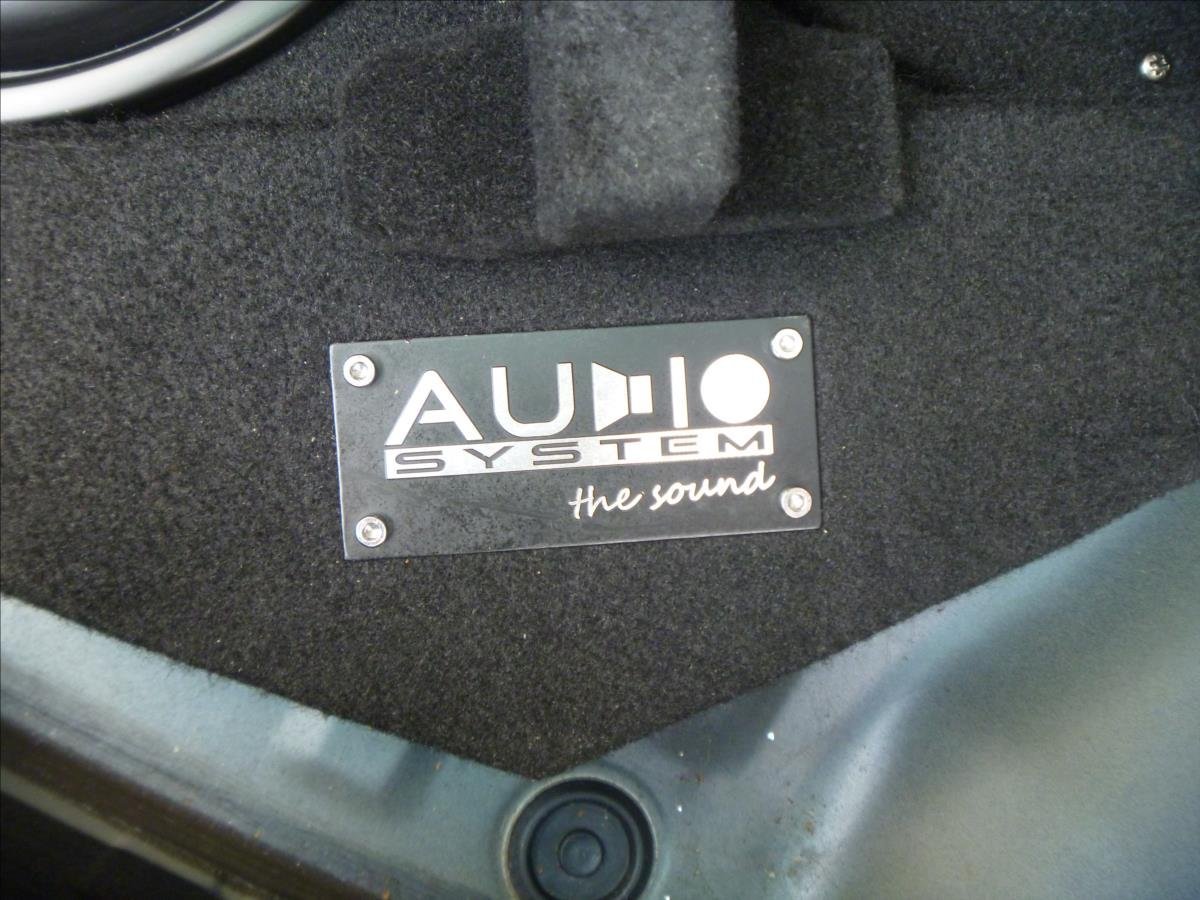 AUDIO
SYSTEM
the sound